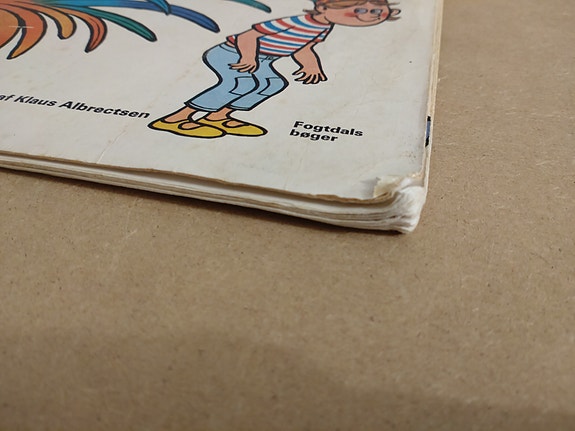 af Klaus Albrectsen
Fogtdals
bøger